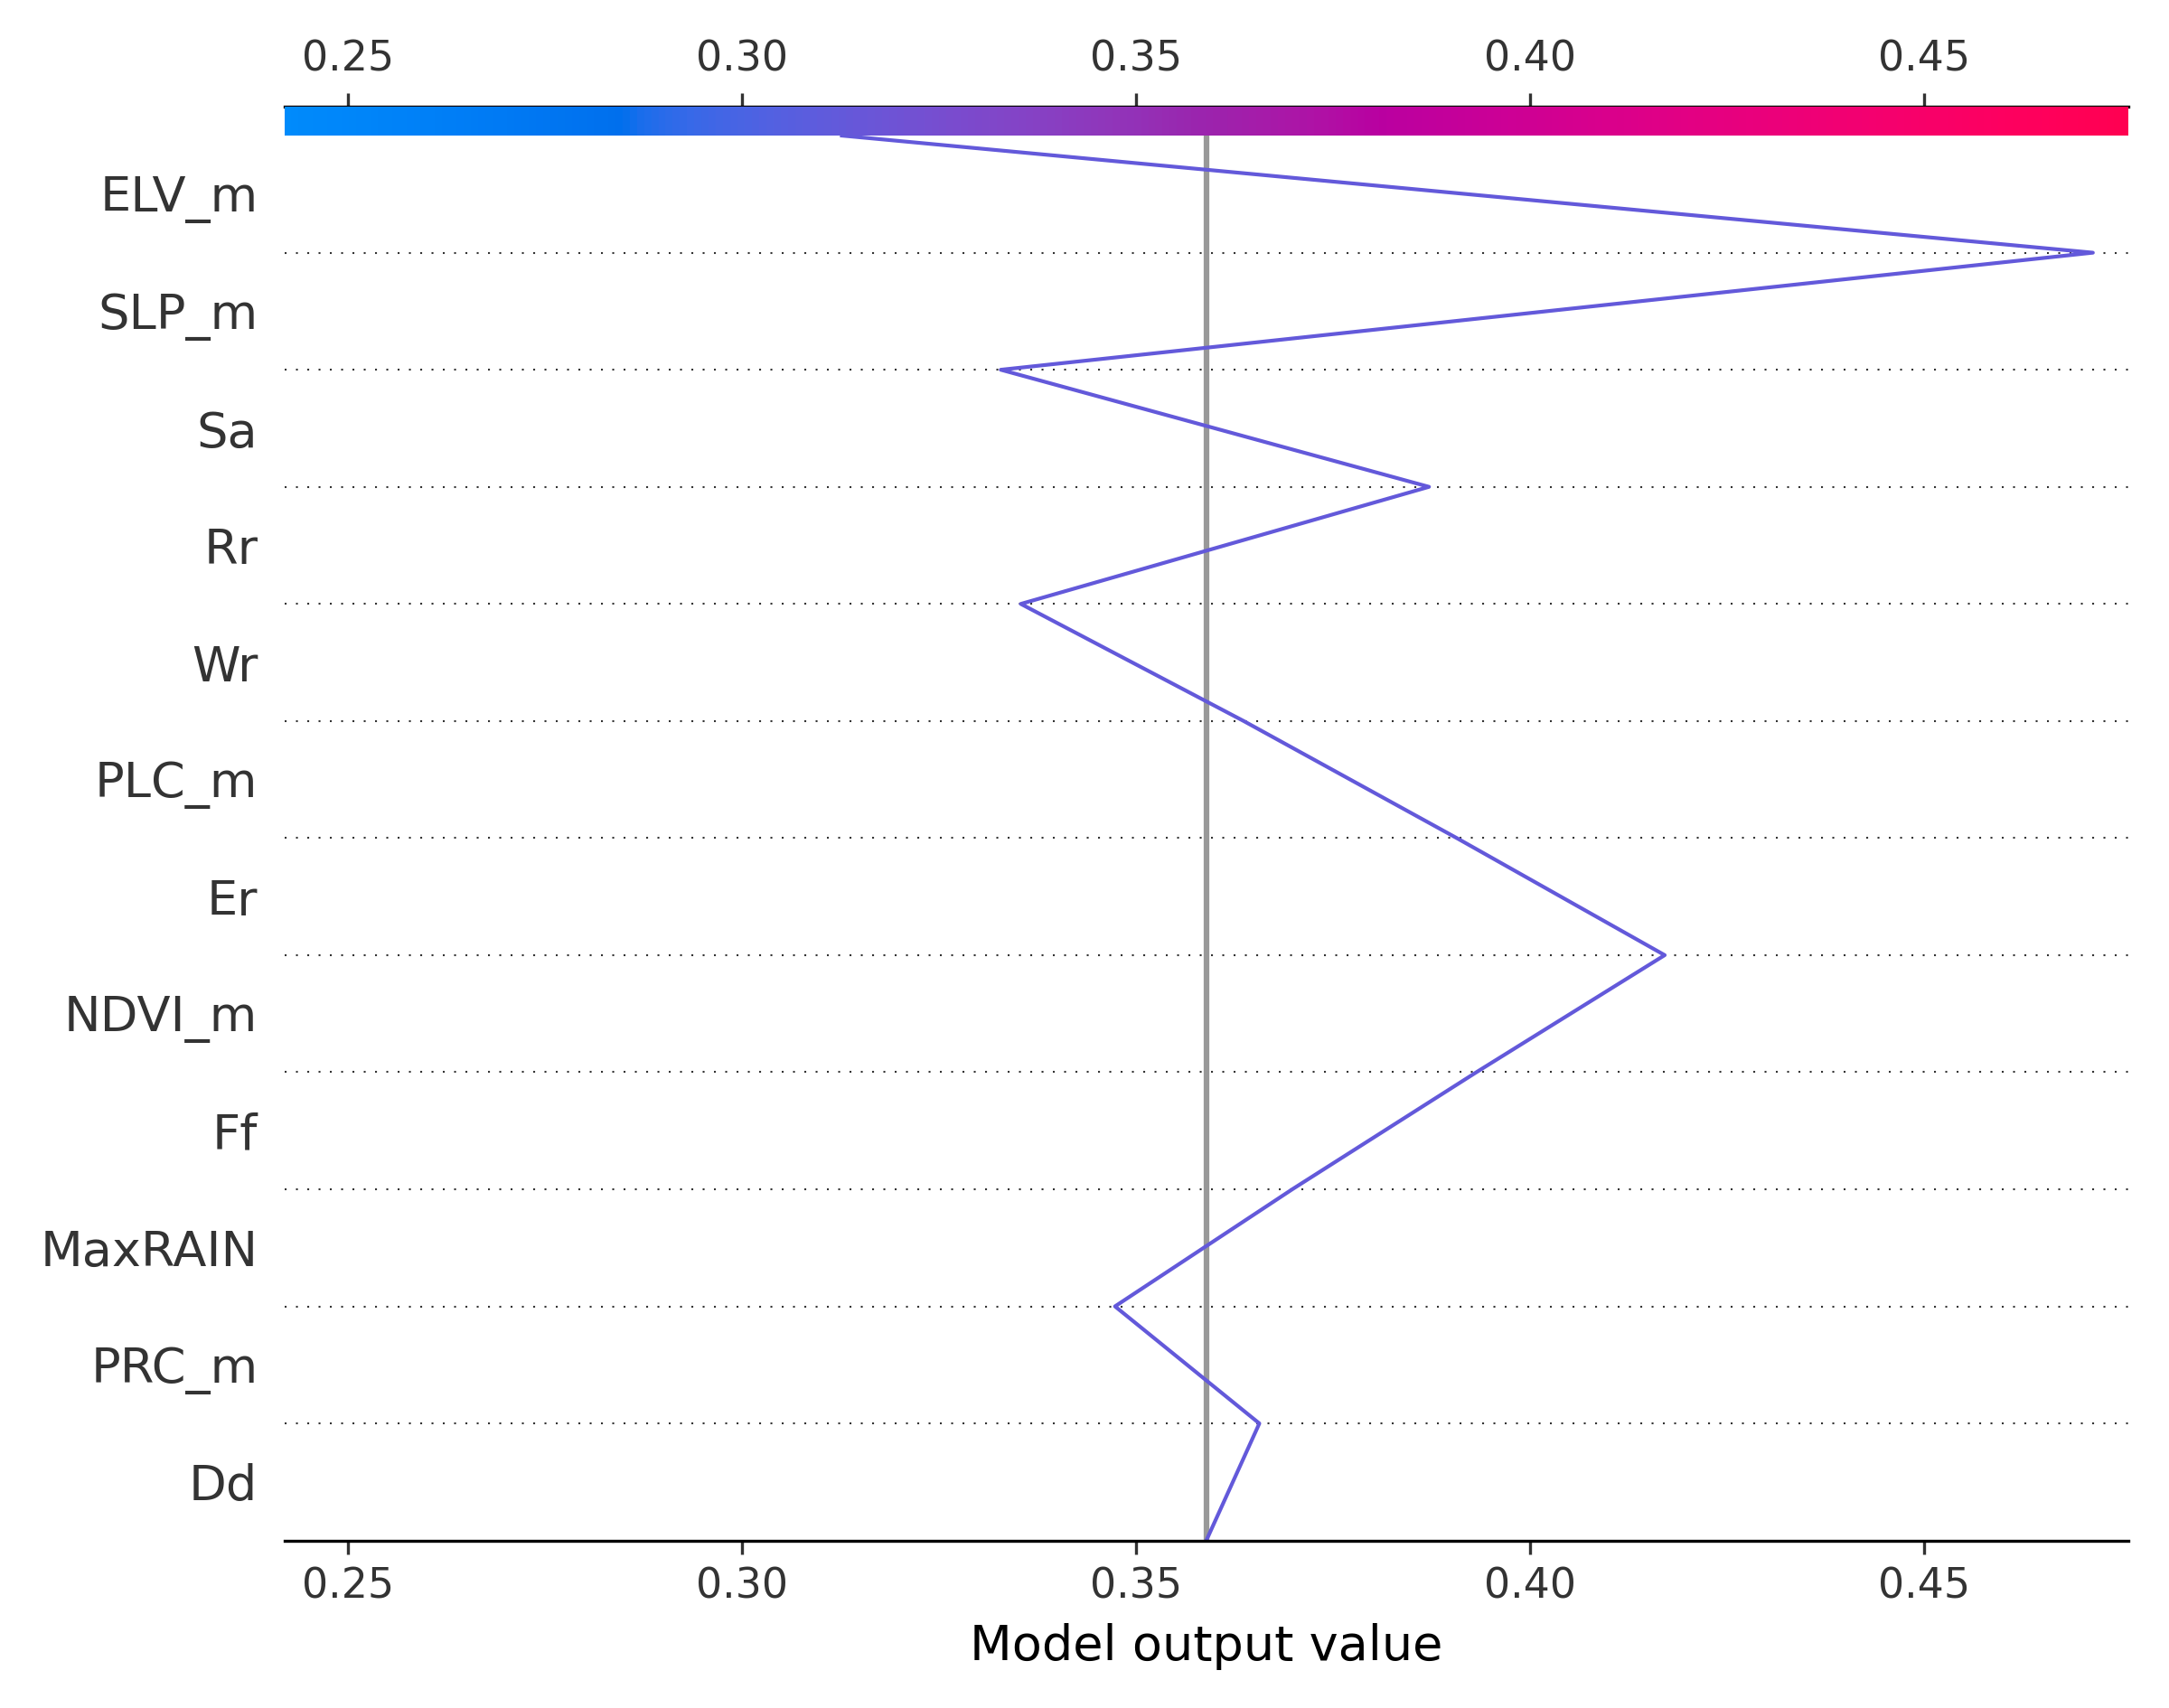 0.25 0.30 0.35 0.40 0.45
ELV_m
SLP_m
Sa
Rr
Wr
PLC_m
Er
NDVI_m
Ff
MaxRAIN
PRC_m
Dd
0.25 0.30 0.35 0.40 0.45
Model output value